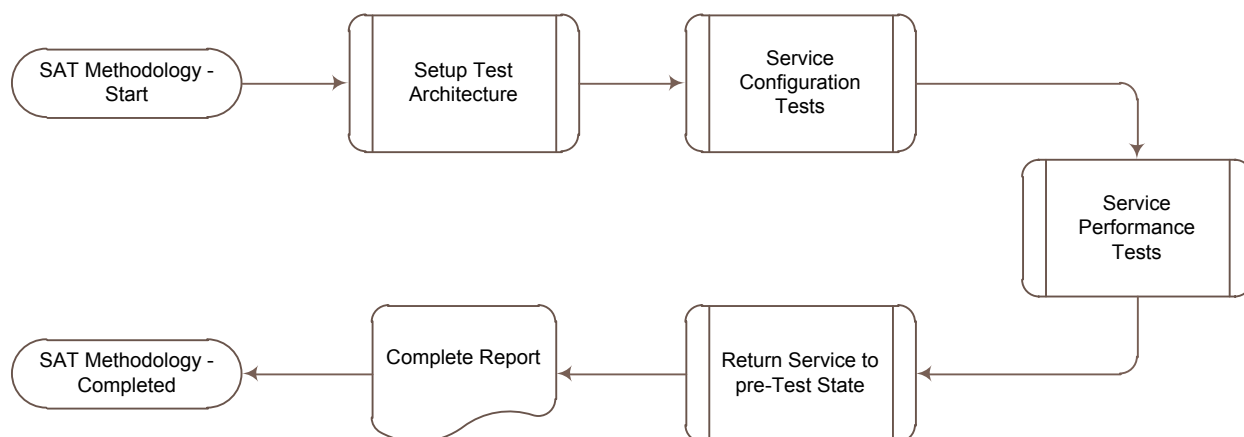 SAT Methodology -
Start
Setup Test
Architecture
Service
Configuration
Tests
Service
Performance
Tests
Return Service to
pre-Test State
Complete Report
SAT Methodology -
Completed